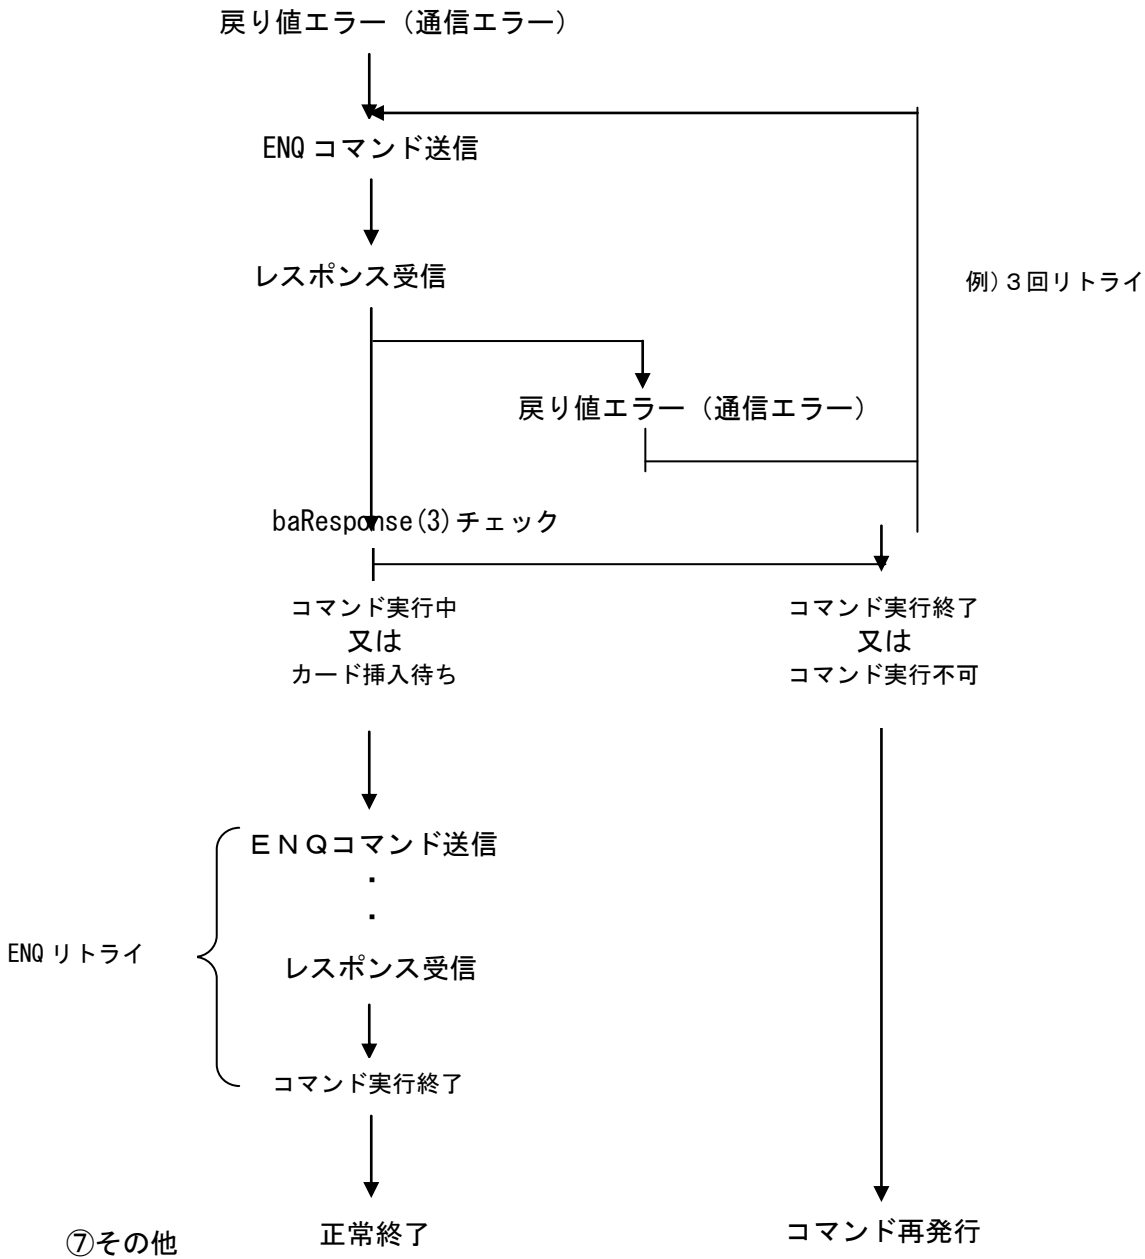 戻り値エラー（通信エラー）
ENQコマンド送信
レスポンス受信
例)３回リトライ
戻り値エラー（通信エラー）
baResponse(3)チェック
コマンド実行中
又は
カード挿入待ち
コマンド実行終了
又は
コマンド実行不可
ＥＮＱコマンド送信
・
・
ENQリトライ
レスポンス受信
コマンド実行終了
正常終了
コマンド再発行
⑦その他